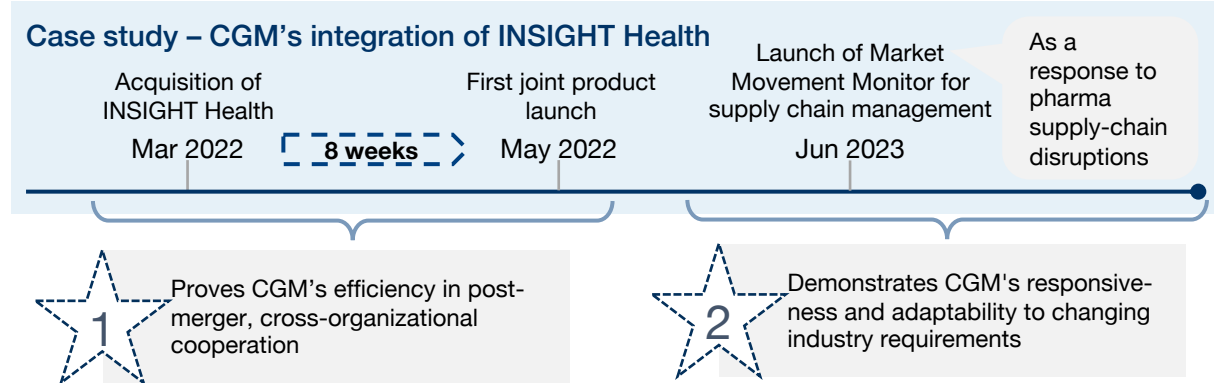 Case study – CGM’s integration of INSIGHT Health
Acquisition of
INSIGHT Health
Mar 2022
8 weeks
First joint product
launch
May 2022
Launch of Market
Movement Monitor for
supply chain management
Jun 2023
As a
response to
pharma
supply-chain
disruptions
1
Proves CGM’s efficiency in post-
merger, cross-organizational
cooperation
2
Demonstrates CGM's responsive-
ness and adaptability to changing
industry requirements